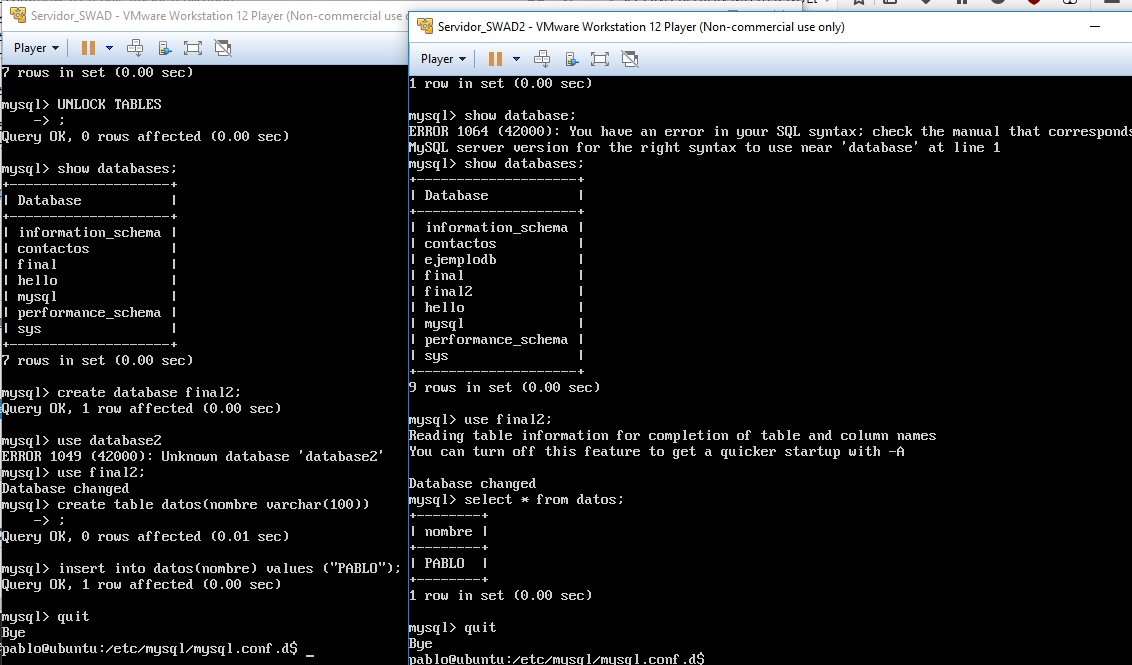 Servidor_SWAD - VMware Workstation 12 Player (Non-commercial use
Player
7 rows in set (0.00 sec)
mysql> UNLOCK TABLES
-> ;
Query OK, 0 rows affected (0.00 sec)
mysql> show databases;
+--------------------+
| Database |
+--------------------+
| information_schema |
| contactos |
| final |
| hello |
| mysql |
| performance_schema |
| sys |
+--------------------+
7 rows in set (0.00 sec)
mysql> create database final2;
Query OK, 1 row affected (0.00 sec)
mysql> use database2
ERROR 1049 (42000): Unknown database 'database2'
mysql> use final2;
Database changed
mysql> create table datos(nombre varchar(100))
-> ;
Query OK, 0 rows affected (0.01 sec)
mysql> insert into datos(nombre) values ("PABLO");
Query OK, 1 row affected (0.00 sec)
mysql> quit
Bye
pablo@ubuntu:/etc/mysql/mysql.conf.d$ _
Servidor_SWAD2 - VMware Workstation 12 Player (Non-commercial use only)
Player
1 row in set (0.00 sec)
mysql> show database;
ERROR 1064 (42000): You have an error in your SQL syntax; check the manual that corresponds
MySQL server version for the right syntax to use near 'database' at line 1
mysql> show databases;
+--------------------+
| Database |
+--------------------+
| information_schema |
| contactos |
| ejemplodb |
| final |
| final2 |
| hello |
| mysql |
| performance_schema |
| sys |
+--------------------+
9 rows in set (0.00 sec)
mysql> use final2;
Reading table information for completion of table and column names
You can turn off this feature to get a quicker startup with -A
Database changed
mysql> select * from datos;
+--------+
| nombre |
+--------+
| PABLO |
+--------+
1 row in set (0.00 sec)
mysql> quit
Bye
pablo@ubuntu:/etc/mysql/mysql.conf.d$